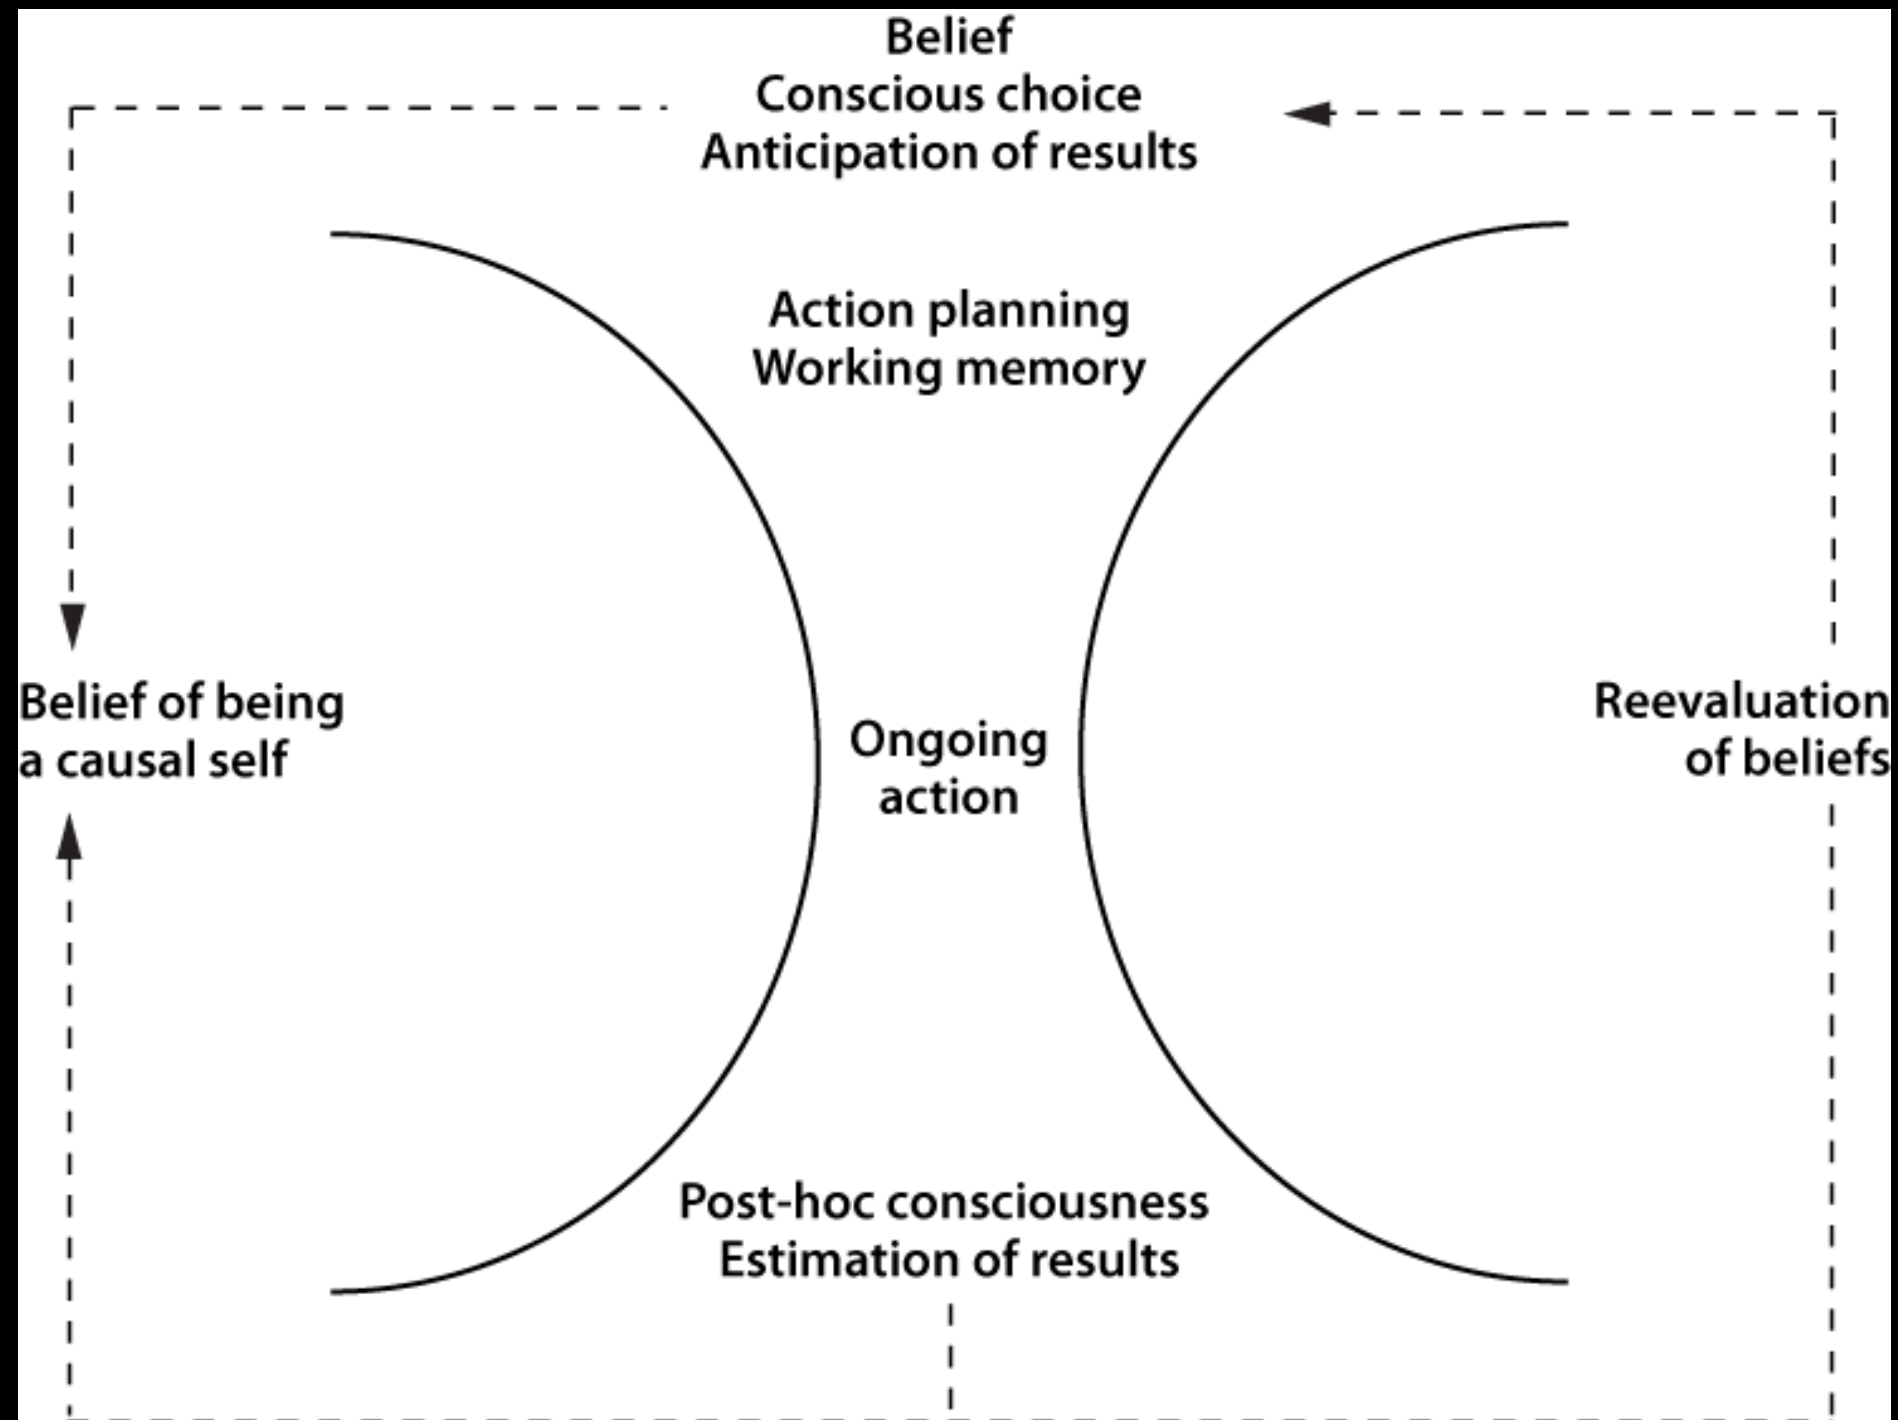 Belief
Conscious choice
Anticipation of results
Action planning
Working memory
Belief of being
a causal self
Ongoing
action
Reevaluation
of beliefs
Post-hoc consciousness
Estimation of results